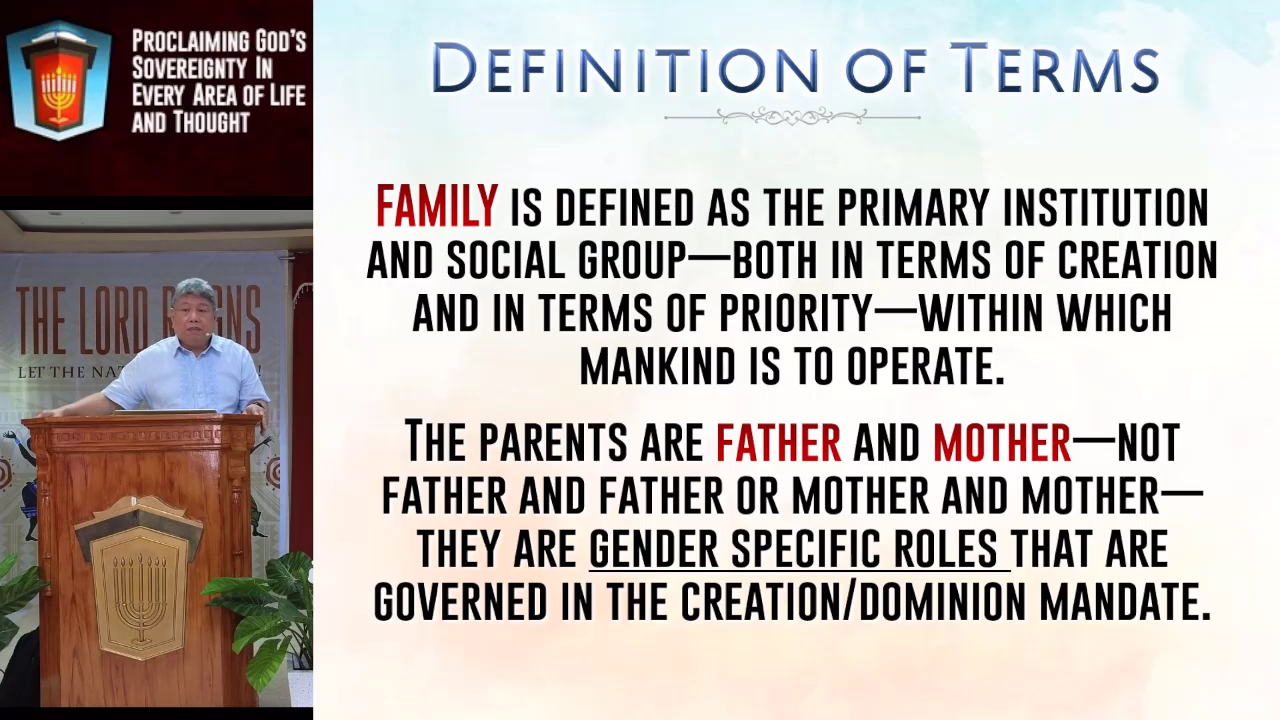 PROCLAIMING GOD'S
SOVEREIGNTY IN
EVERY AREA OF LIFE
AND THOUGHT
DEFINITION OF TERMS
FAMILY IS DEFINED AS THE PRIMARY INSTITUTION
AND SOCIAL GROUP—BOTH IN TERMS OF CREATION
AND IN TERMS OF PRIORITY—WITHIN WHICH
MANKIND IS TO OPERATE.
THE PARENTS ARE FATHER AND MOTHER—NOT
FATHER AND FATHER OR MOTHER AND MOTHER—
THEY ARE GENDER SPECIFIC ROLES THAT ARE
GOVERNED IN THE CREATION/DOMINION MANDATE.
THE LORD
LET THE